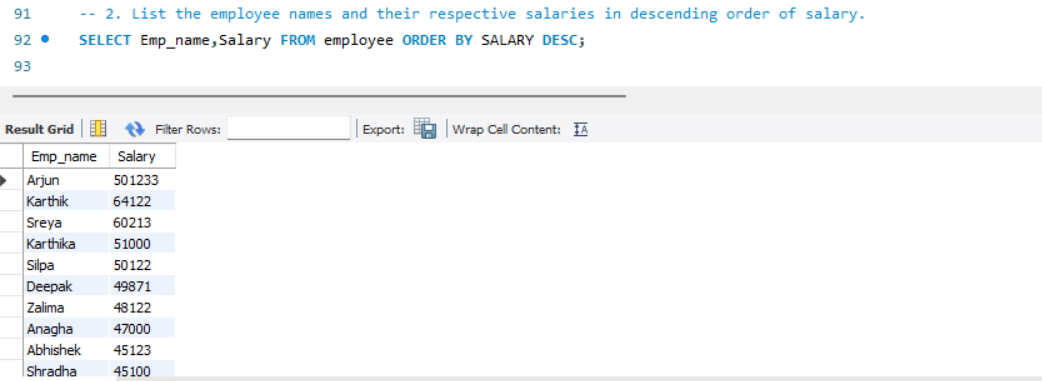 91 -- 2. List the employee names and their respective salaries in descending order of salary.
92 SELECT Emp_name,Salary FROM employee ORDER BY SALARY DESC;
93
Result Grid Filter Rows: Export: Wrap Cell Content: IA
Emp_name Salary
Arjun 501233
Karthik 64122
Sreya 60213
Karthika 51000
Silpa 50122
Deepak 49871
Zalima 48122
Anagha 47000
Abhishek 45123
Shradha 45100